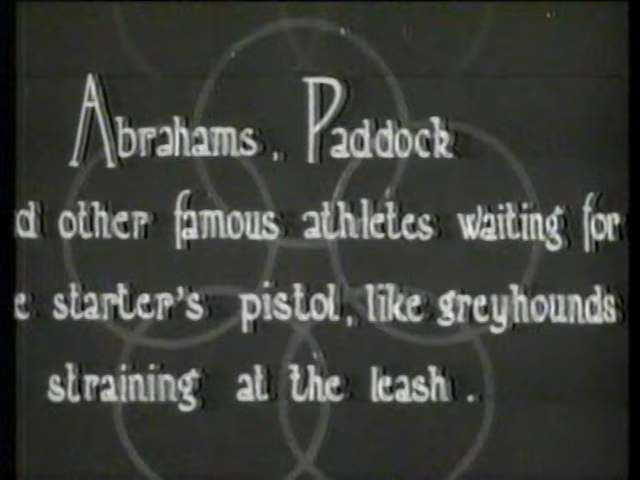 Abrahams, Paddock
d other famous athletes waiting for
e starter's pistol, like greyhounds
straining at the leash.